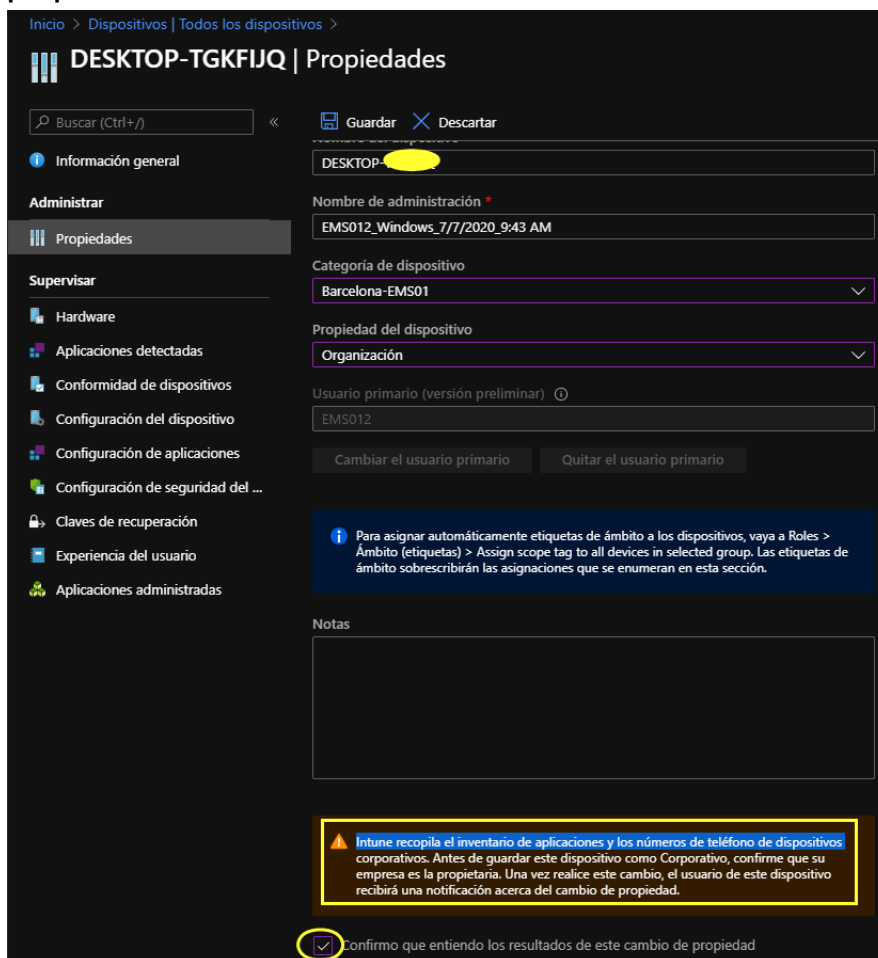 Inicio > Dispositivos | Todos los dispositivos >
DESKTOP-TGKFIJQ | Propiedades
Buscar (Ctrl+/)
«
Guardar
Descartar
Información general
Administrar
Propiedades
Supervisar
Hardware
Aplicaciones detectadas
Conformidad de dispositivos
Configuración del dispositivo
Configuración de aplicaciones
Configuración de seguridad del ...
Claves de recuperación
Experiencia del usuario
Aplicaciones administradas
DESKTOP-
Nombre de administración *
EMS012_Windows_7/7/2020_9:43 AM
Categoría de dispositivo
Barcelona-EMS01
Propiedad del dispositivo
Organización
Usuario primario (versión preliminar)
EMS012
Cambiar el usuario primario
Quitar el usuario primario
Para asignar automáticamente etiquetas de ámbito a los dispositivos, vaya a Roles >
Ámbito (etiquetas) > Assign scope tag to all devices in selected group. Las etiquetas de
ámbito sobrescribirán las asignaciones que se enumeran en esta sección.
Notas
Intune recopila el inventario de aplicaciones y los números de teléfono de dispositivos
corporativos. Antes de guardar este dispositivo como Corporativo, confirme que su
empresa es la propietaria. Una vez realice este cambio, el usuario de este dispositivo
recibirá una notificación acerca del cambio de propiedad.
Confirmo que entiendo los resultados de este cambio de propiedad